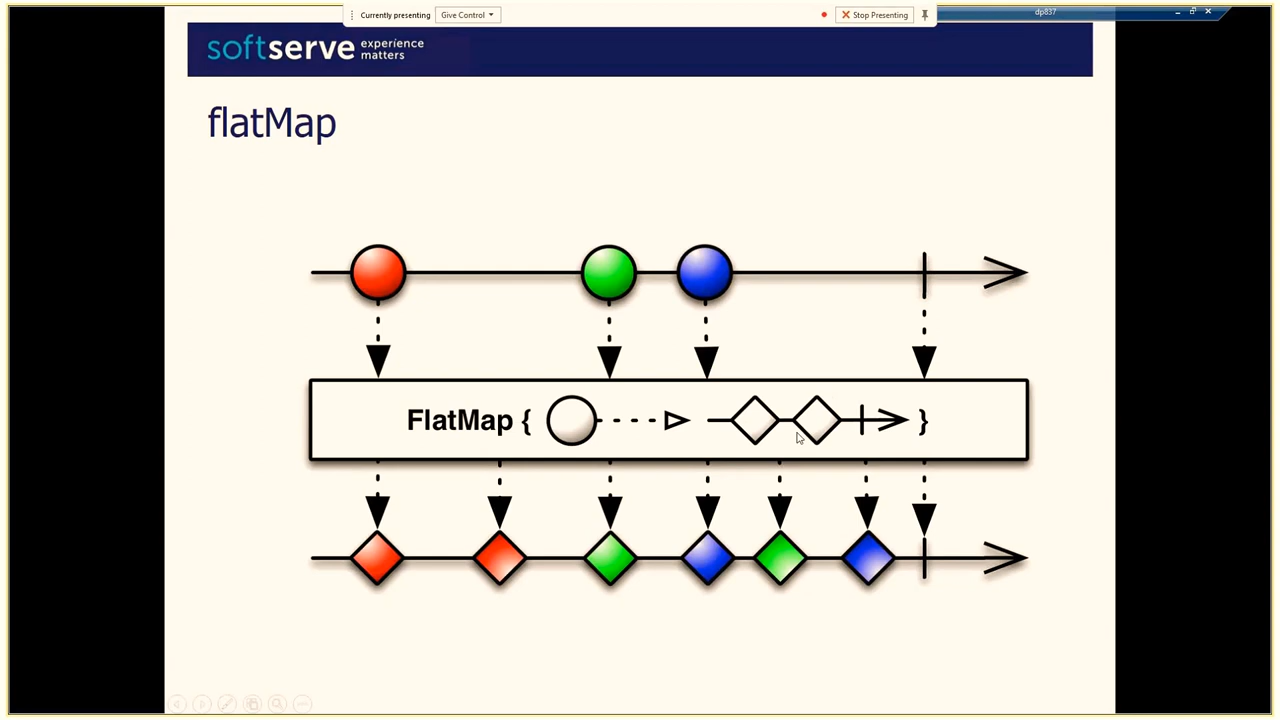 Currently presenting Give Control Stop Presenting dp837
softserve experience
matters
flatMap
FlatMap { }